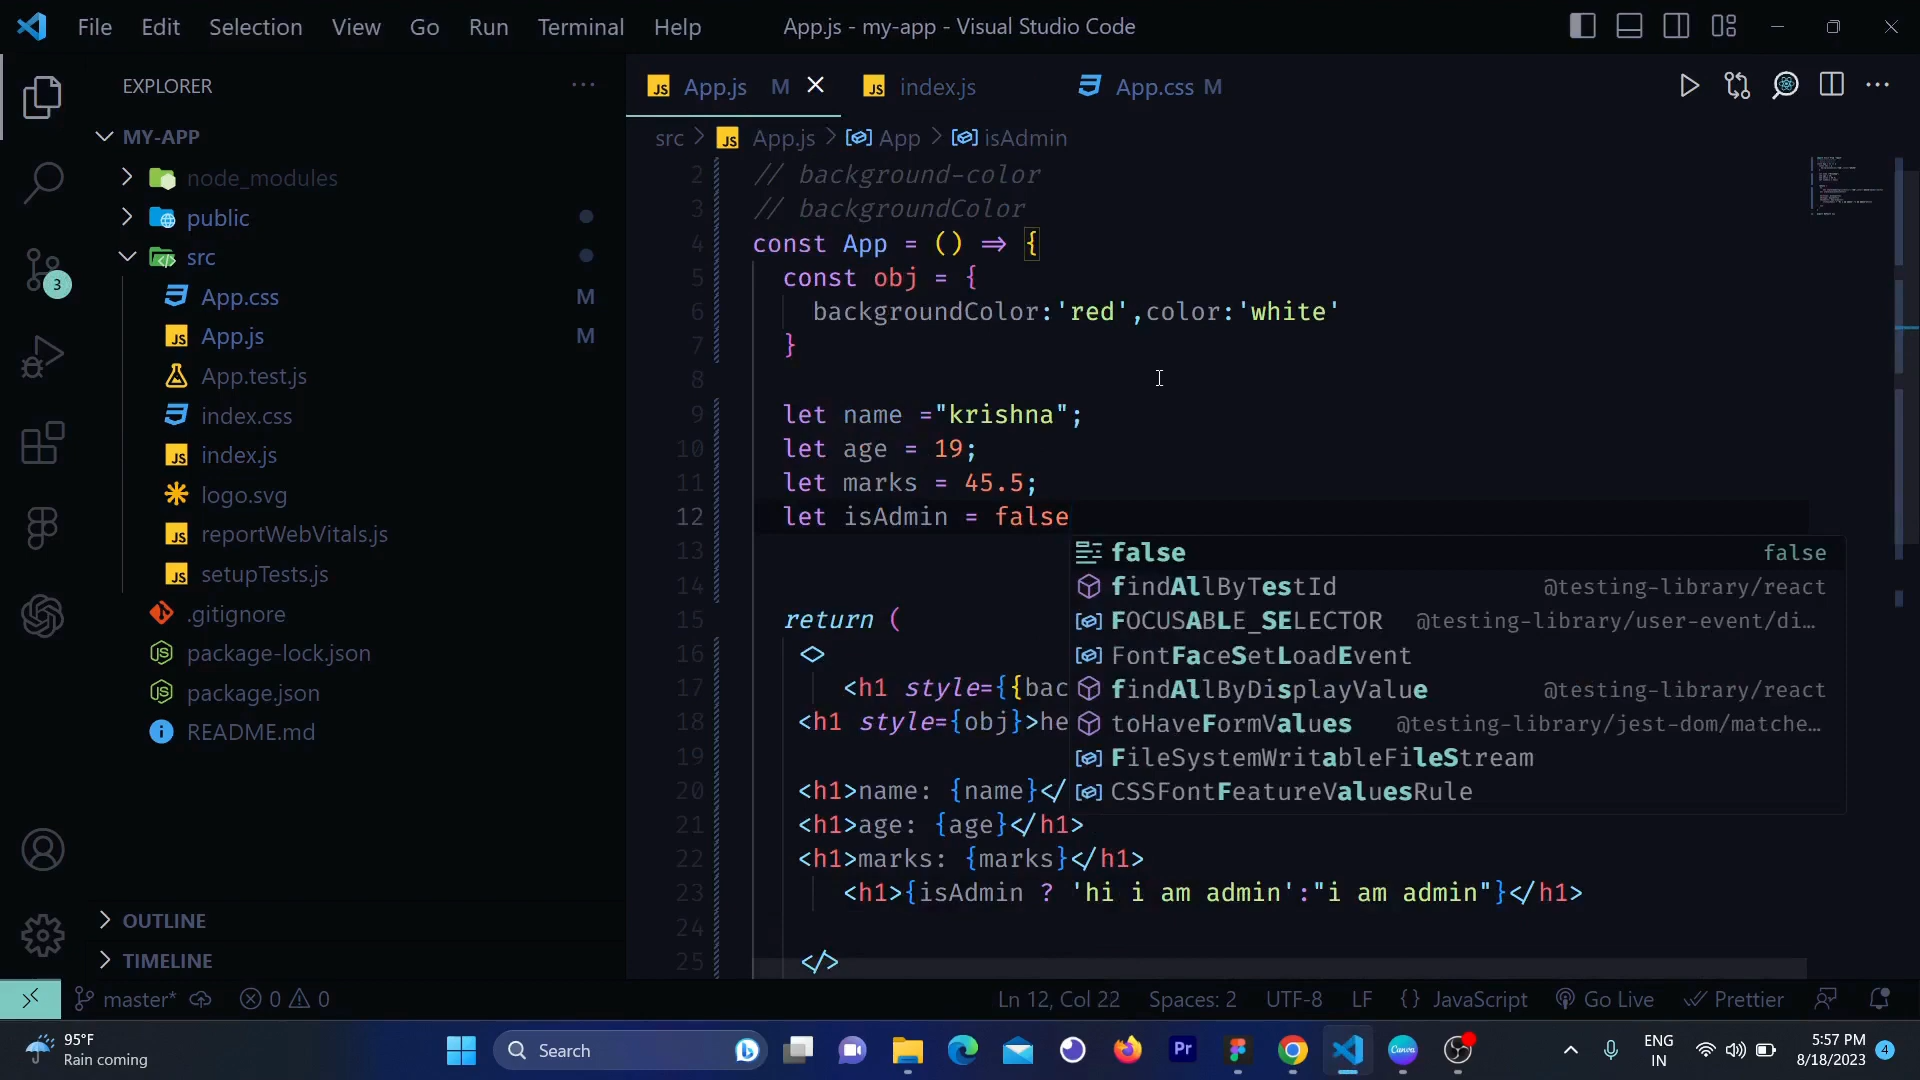 File Edit Selection View Go Run Terminal Help App.js - my-app - Visual Studio Code
EXPLORER
MY-APP
node_modules
public
src
App.css M
App.js M
App.test.js
index.css
index.js
logo.svg
reportWebVitals.js
setupTests.js
.gitignore
package-lock.json
package.json
README.md
OUTLINE
TIMELINE
3
JS App.js M
JS index.js
App.css M
src > JS App.js > App > isAdmin
2 // background-color
3 // backgroundColor
4 const App = () => {
5 const obj = {
6 backgroundColor:'red',color:'white'
7 }
8
9 let name ="krishna";
10 let age = 19;
11 let marks = 45.5;
12 let isAdmin = false
13
14
15 return (
16 <>
17 <h1 style={{bac
18 <h1 style={obj}>he
19
20 <h1>name: {name}</
21 <h1>age: {age}</h1>
22 <h1>marks: {marks}</h1>
23 <h1>{isAdmin ? 'hi i am admin':"i am admin"}</h1>
24
25 </>
false false
findAllByTestId @testing-library/react
FOCUSABLE_SELECTOR @testing-library/user-event/di…
FontFaceSetLoadEvent
findAllByDisplayValue @testing-library/react
toHaveFormValues @testing-library/jest-dom/matche…
FileSystemWritableFileStream
CSSFontFeatureValuesRule
master* 0 0 Ln 12, Col 22 Spaces: 2 UTF-8 LF {} JavaScript Go Live Prettier
95°F
Rain coming
Search
Pr
Canva
ENG
IN
5:57 PM
8/18/2023
4